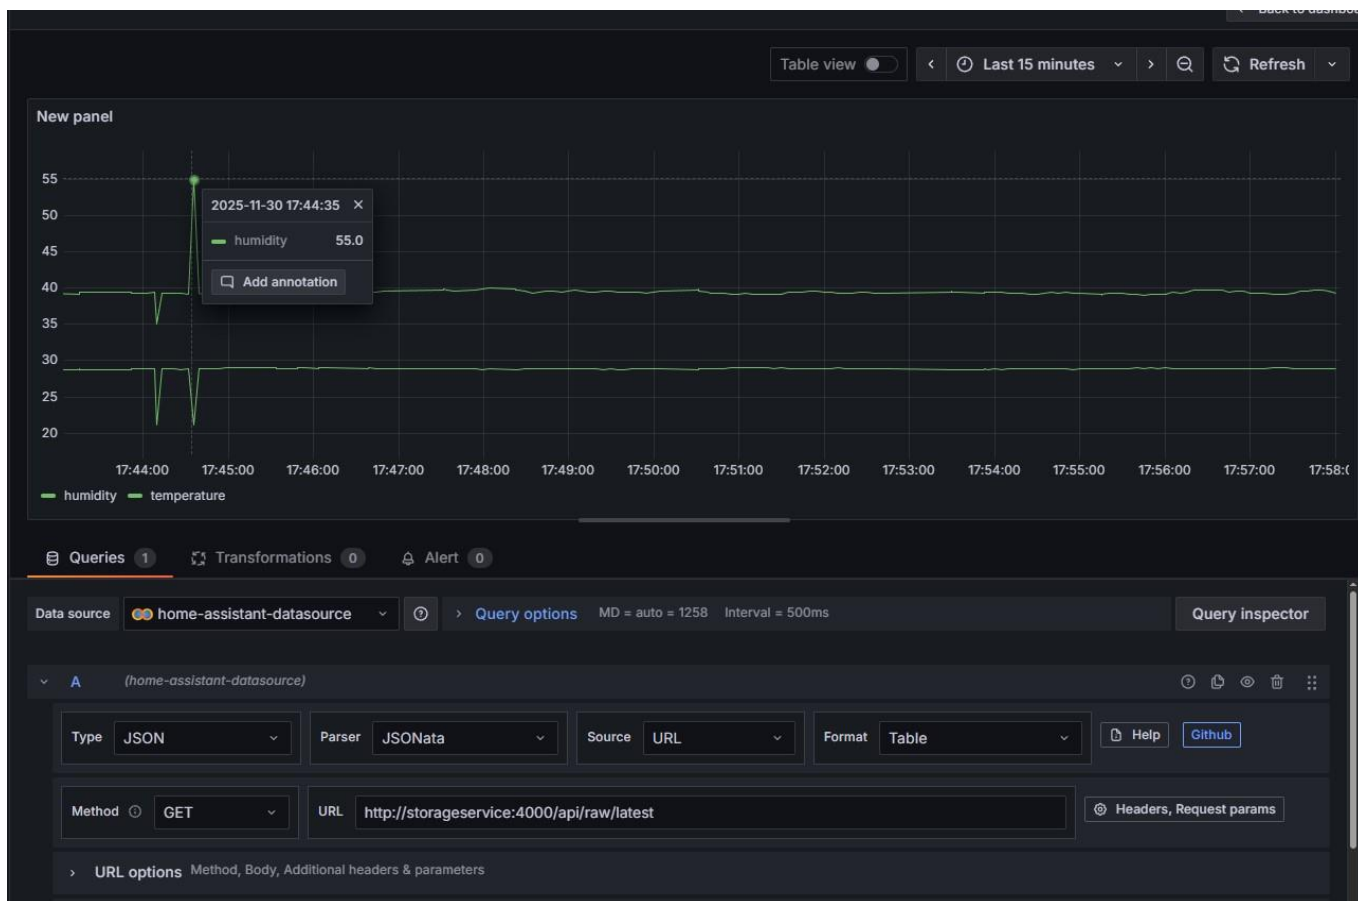 Back to dashboa
Table view
Last 15 minutes
Refresh
New panel
55
50
45
40
35
30
25
20
2025-11-30 17:44:35
humidity 55.0
Add annotation
17:44:00 17:45:00 17:46:00 17:47:00 17:48:00 17:49:00 17:50:00 17:51:00 17:52:00 17:53:00 17:54:00 17:55:00 17:56:00 17:57:00 17:58:0
humidity temperature
Queries 1 Transformations 0 Alert 0
Data source home-assistant-datasource Query options MD = auto = 1258 Interval = 500ms Query inspector
A (home-assistant-datasource)
Type JSON Parser JSONata Source URL Format Table Help Github
Method GET URL http://storageservice:4000/api/raw/latest Headers, Request params
URL options Method, Body, Additional headers & parameters